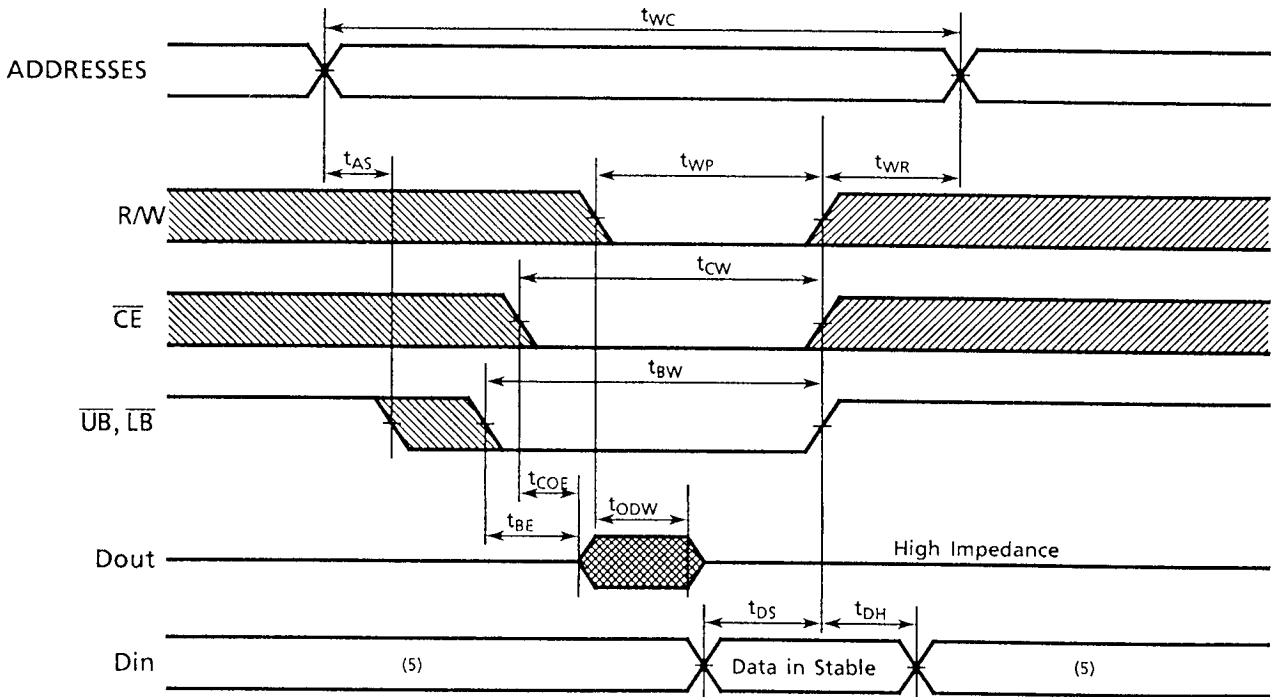 tWC
ADDRESSES
tAS
tWP
tWR
R/W
tCW
CE
tBW
UB, LB
tCOE
tODW
tBE
Dout
High Impedance
tDS
tDH
Din
(5)
Data in Stable
(5)